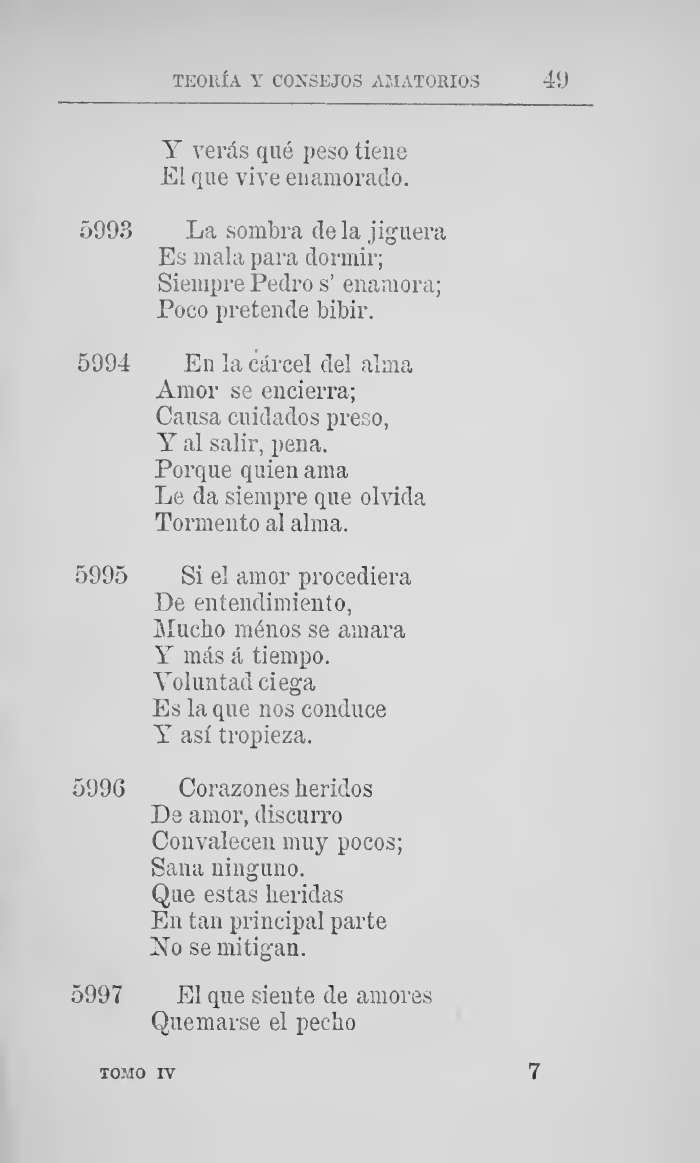 TEORÍA Y CONSEJOS AMATORIOS 49
Y verás qué peso tiene
El que vive enamorado.
5993 La sombra de la jiguera
Es mala para dormir;
Siempre Pedro s' enamora;
Poco pretende bibir.
5994 En la cárcel del alma
Amor se encierra;
Causa cuidados preso,
Y al salir, pena.
Porque quien ama
Le da siempre que olvida
Tormento al alma.
5995 Si el amor procediera
De entendimiento,
Mucho ménos se amara
Y más á tiempo.
Voluntad ciega
Es la que nos conduce
Y así tropieza.
5996 Corazones heridos
De amor, discurro
Convalecen muy pocos;
Sana ninguno.
Que estas heridas
En tan principal parte
No se mitigan.
5997 El que siente de amores
Quemarse el pecho
TOMO IV 7